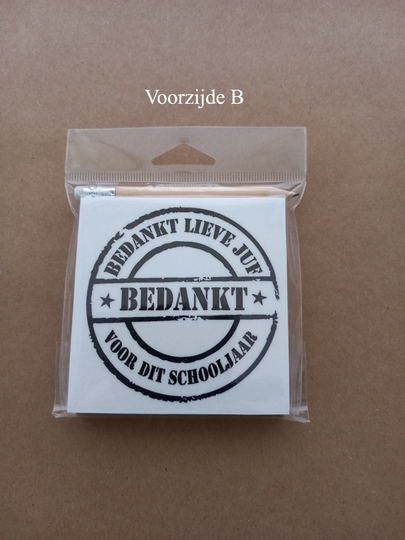 Voorzijde B
BEDANKT LIEVE JUF
★ BEDANKT ★
VOOR DIT SCHOOLJAAR